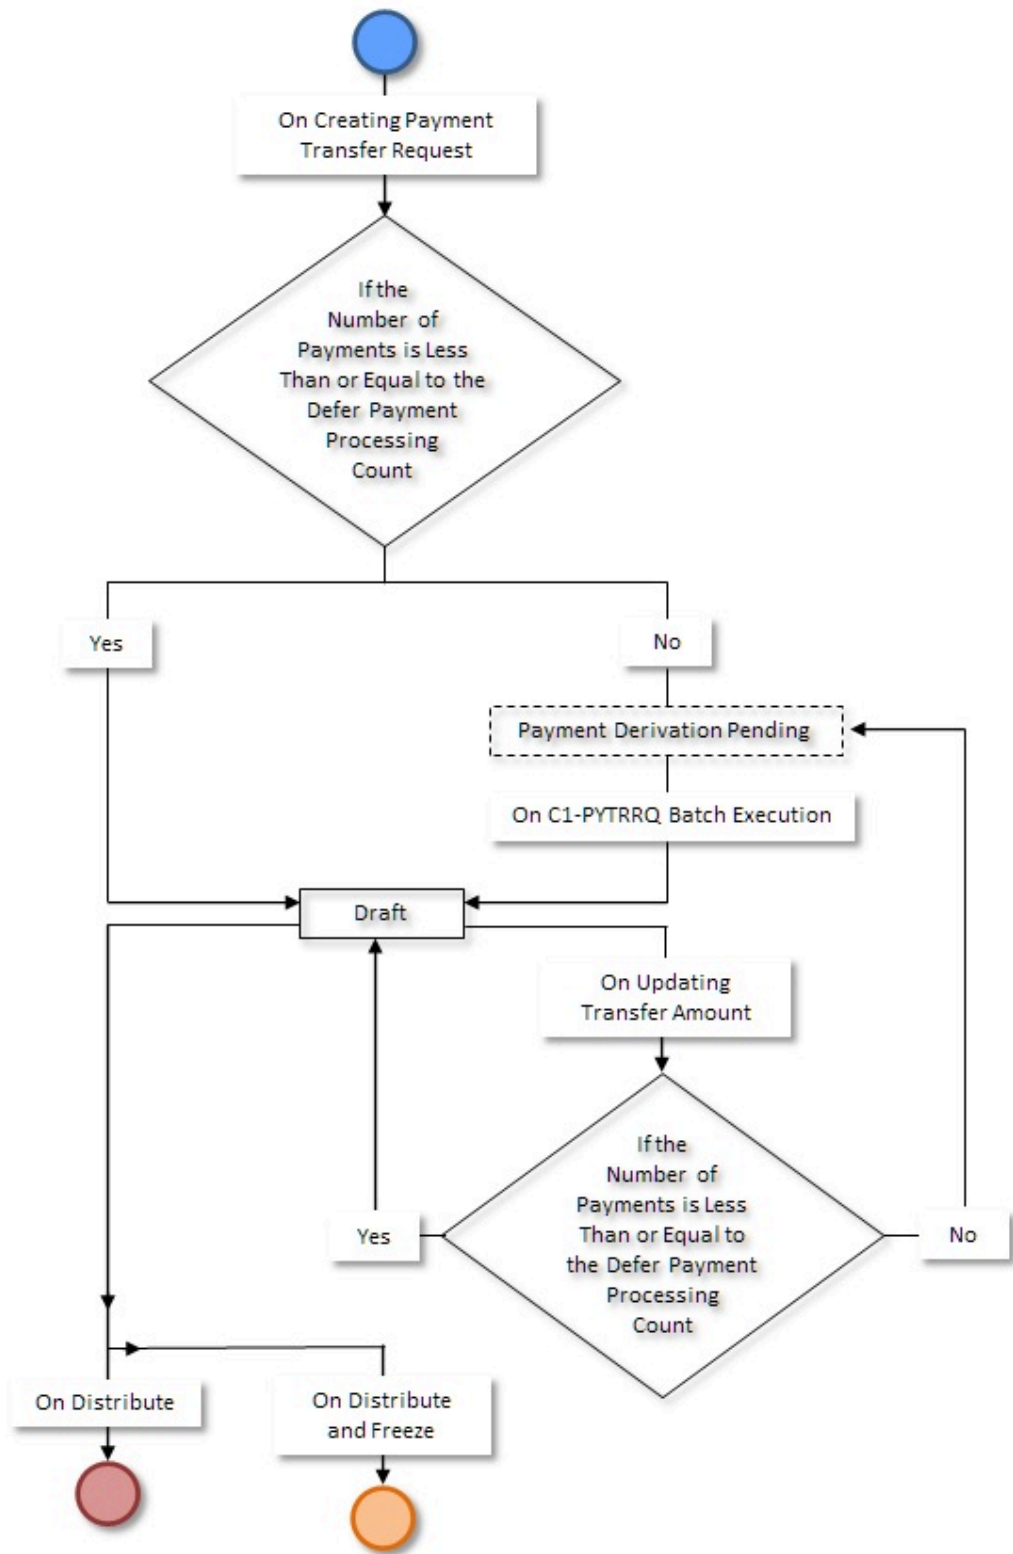 On Creating Payment
Transfer Request
If the
Number of
Payments is Less
Than or Equal to the
Defer Payment
Processing
Count
Yes
No
Payment Derivation Pending
On C1-PYTRRQ Batch Execution
Draft
On Updating
Transfer Amount
If the
Number of
Payments is Less
Than or Equal to
the Defer Payment
Processing
Count
Yes
No
On Distribute
On Distribute
and Freeze